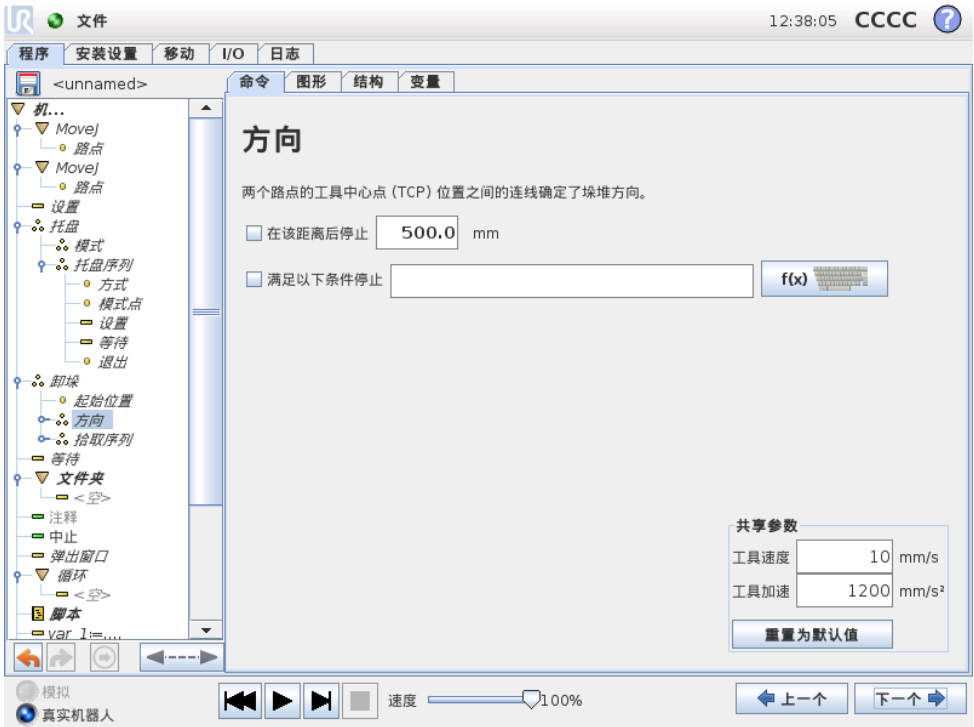 UR 文件 12:38:05 CCCC ?
程序 安装设置 移动 I/O 日志
<unnamed>
命令 图形 结构 变量
机...
MoveJ
路点
MoveJ
路点
设置
托盘
模式
托盘序列
方式
模式点
设置
等待
退出
卸垛
起始位置
方向
拾取序列
等待
文件夹
<空>
注释
中止
弹出窗口
循环
<空>
脚本
var_1:=....
方向
两个路点的工具中心点 (TCP) 位置之间的连线确定了垛堆方向。
在该距离后停止 500.0 mm
满足以下条件停止 f(x)
共享参数
工具速度 10 mm/s
工具加速 1200 mm/s²
重置为默认值
模拟
真实机器人
速度 100%
上一个 下一个